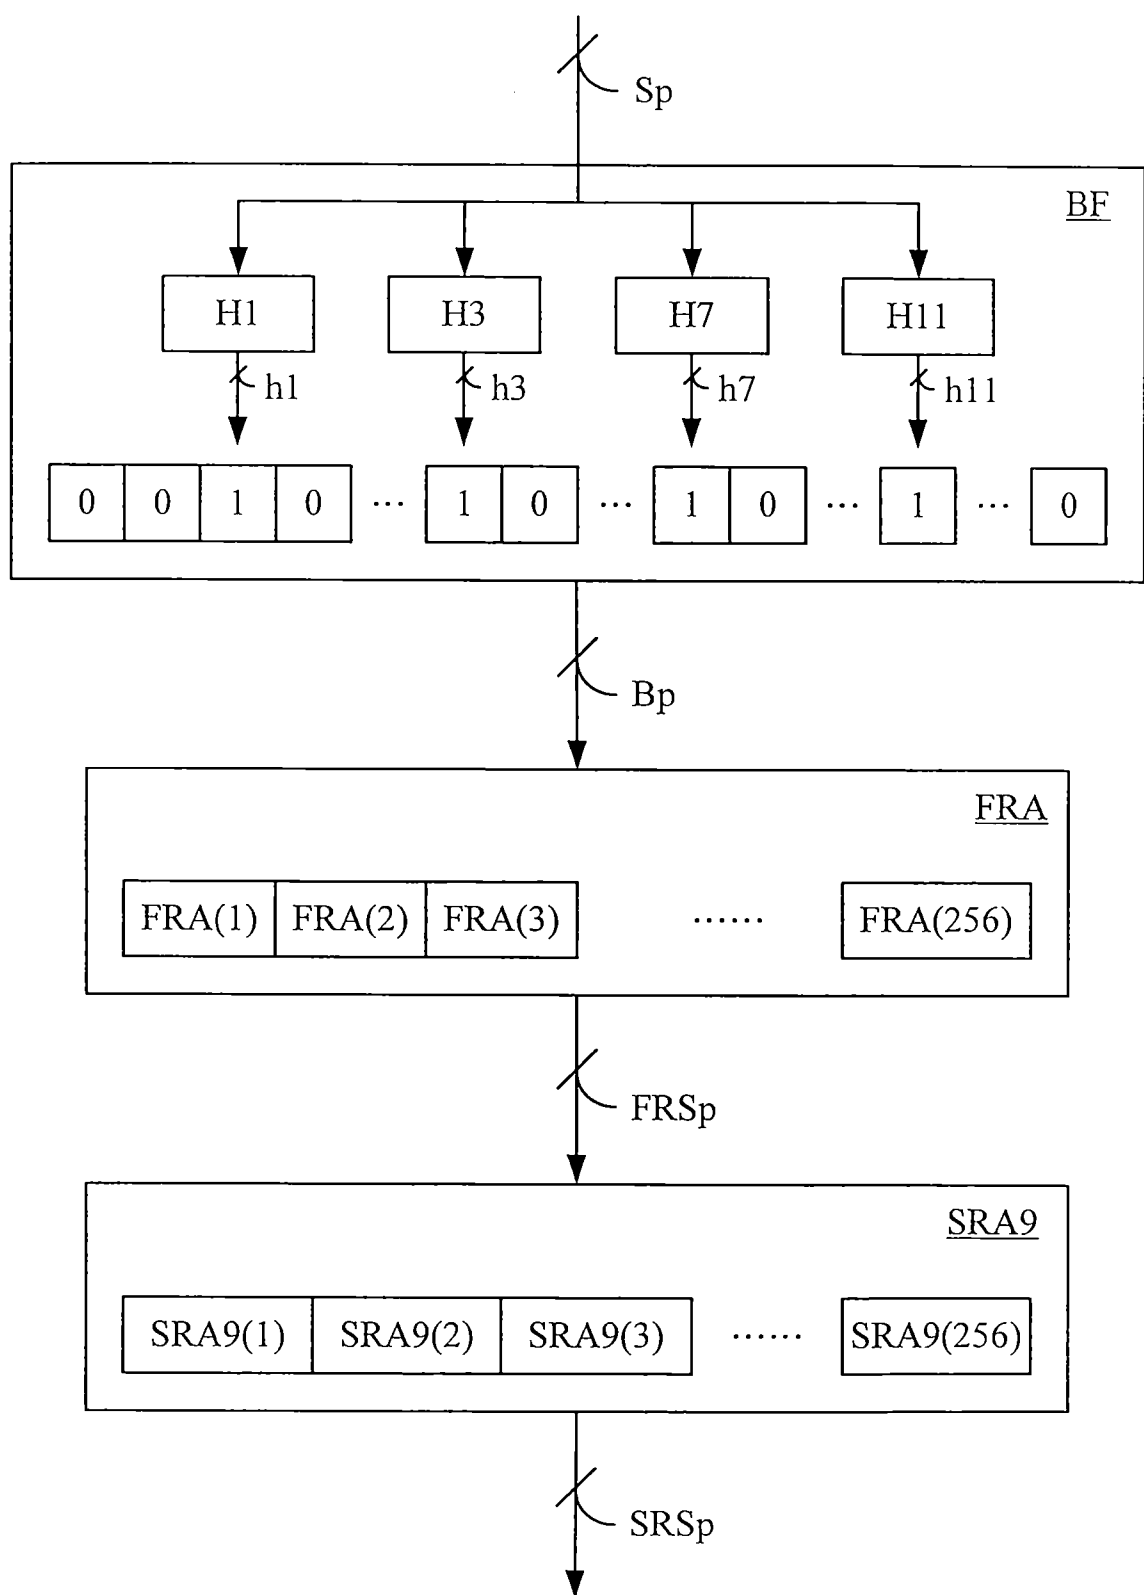 Sp
BF
H1 H3 H7 H11
h1 h3 h7 h11
0 0 1 0 ... 1 0 ... 1 0 ... 1 ... 0
Bp
FRA
FRA(1) FRA(2) FRA(3) ...... FRA(256)
FRSp
SRA9
SRA9(1) SRA9(2) SRA9(3) ...... SRA9(256)
SRSp